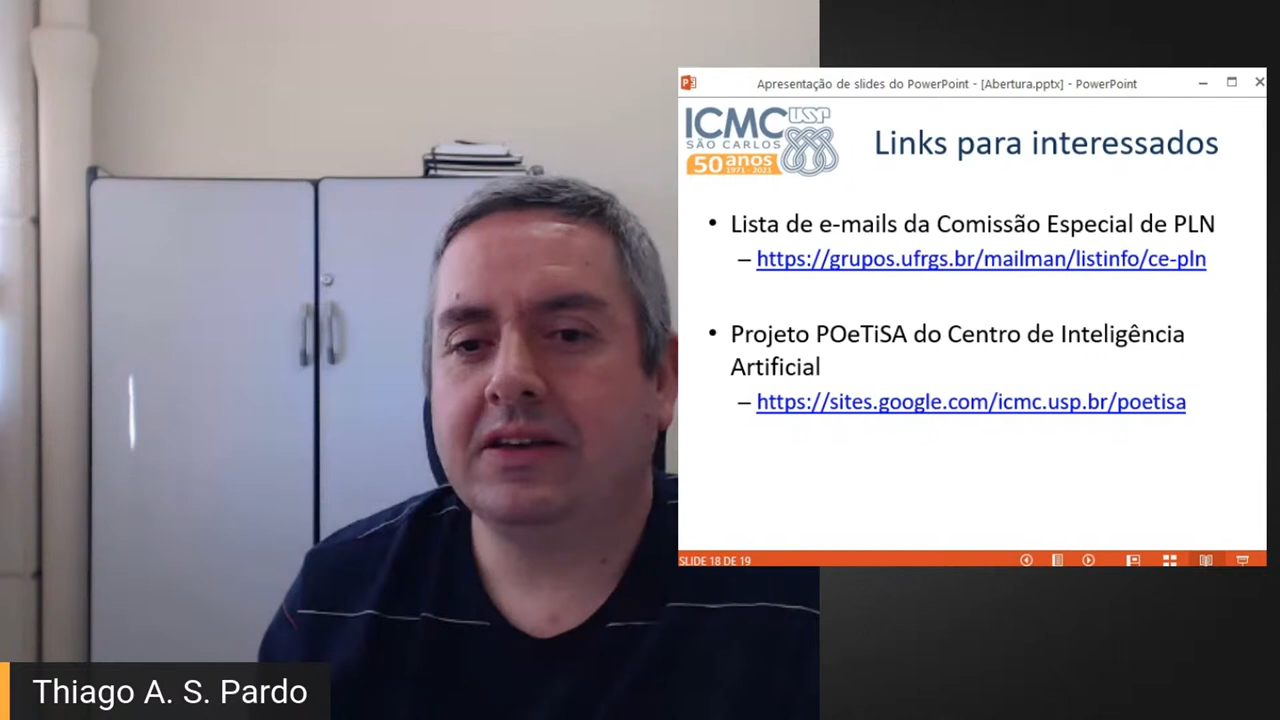 Apresentação de slides do PowerPoint - [Abertura.pptx] - PowerPoint
ICMC USP
SÃO CARLOS
50 anos
1971 - 2021
Links para interessados
• Lista de e-mails da Comissão Especial de PLN
– https://grupos.ufrgs.br/mailman/listinfo/ce-pln
• Projeto POeTiSA do Centro de Inteligência
Artificial
– https://sites.google.com/icmc.usp.br/poetisa
SLIDE 18 DE 19
Thiago A. S. Pardo